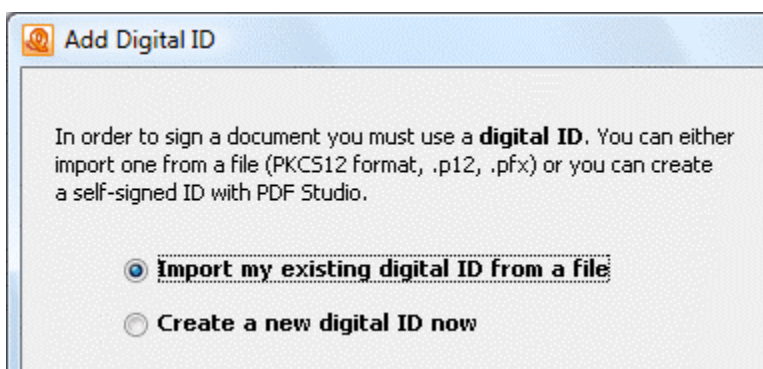 Add Digital ID
In order to sign a document you must use a digital ID. You can either
import one from a file (PKCS12 format, .p12, .pfx) or you can create
a self-signed ID with PDF Studio.
Import my existing digital ID from a file
Create a new digital ID now